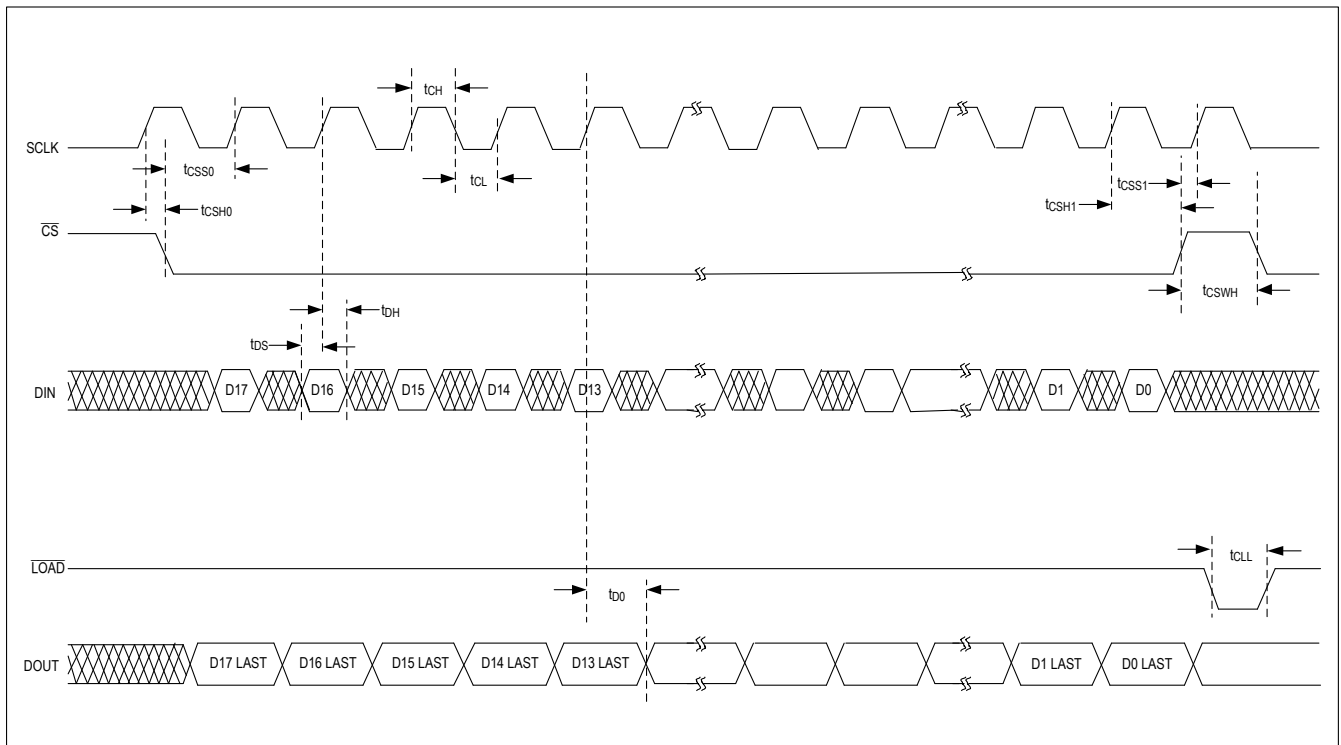 tCH
SCLK
tCSS0
tCL
tCSS1
tCSH0
tCSH1
CS
tCSWH
tDH
tDS
DIN
D17
D16
D15
D14
D13
D1
D0
LOAD
tCLL
tD0
DOUT
D17 LAST
D16 LAST
D15 LAST
D14 LAST
D13 LAST
D1 LAST
D0 LAST